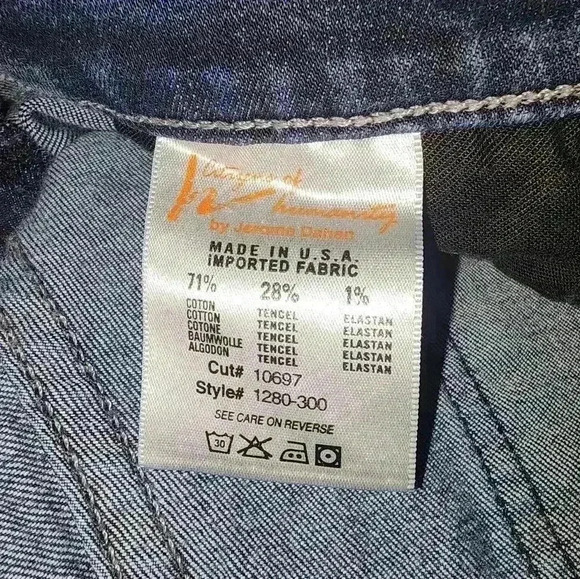 Citizens of
humanity
by Jerome Dahan
MADE IN U.S.A.
IMPORTED FABRIC
71% 28% 1%
COTON TENCEL ELASTAN
COTTON TENCEL ELASTAN
COTONE TENCEL ELASTAN
BAUMWOLLE TENCEL ELASTAN
ALGODON TENCEL ELASTAN
Cut# 10697
Style# 1280-300
SEE CARE ON REVERSE
30